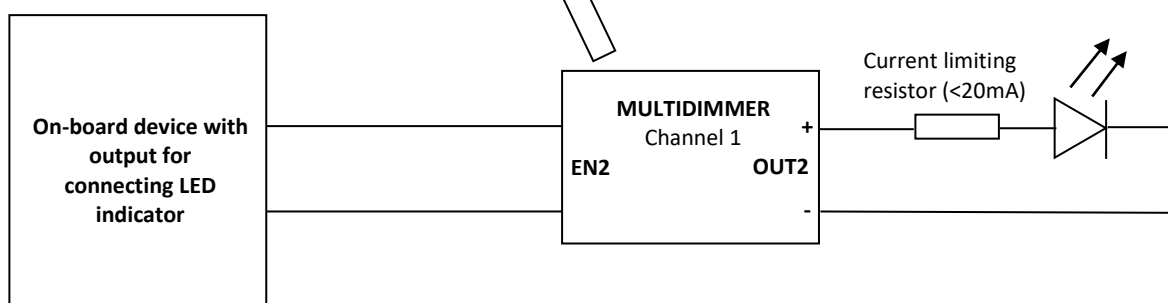 On-board device with
output for
connecting LED
indicator
MULTIDIMMER
Channel 1
EN2
+
OUT2
-
Current limiting
resistor (<20mA)